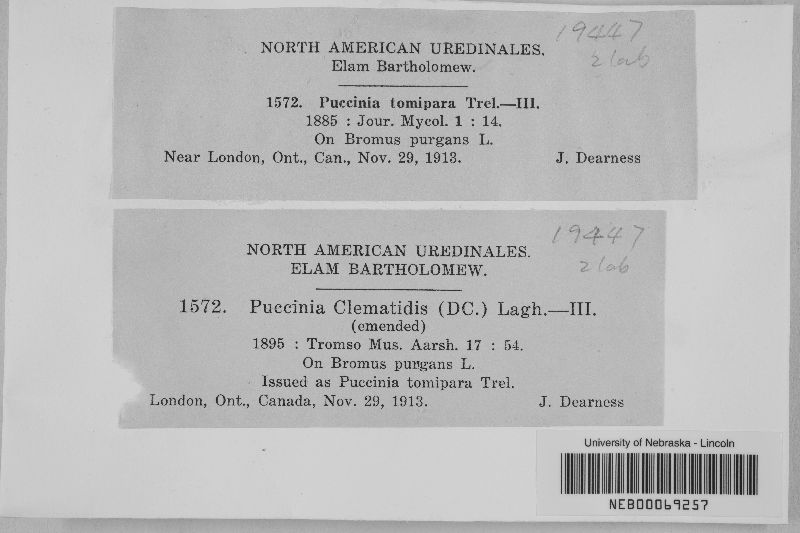 19447
2 lab
NORTH AMERICAN UREDINALES.
Elam Bartholomew.
1572. Puccinia tomipara Trel.—III.
1885 : Jour. Mycol. 1 : 14.
On Bromus purgans L.
Near London, Ont., Can., Nov. 29, 1913. J. Dearness
19447
2 lab
NORTH AMERICAN UREDINALES.
ELAM BARTHOLOMEW.
1572. Puccinia Clematidis (DC.) Lagh.—III.
(emended)
1895 : Tromso Mus. Aarsh. 17 : 54.
On Bromus purgans L.
Issued as Puccinia tomipara Trel.
London, Ont., Canada, Nov. 29, 1913. J. Dearness
University of Nebraska - Lincoln
NEB00069257